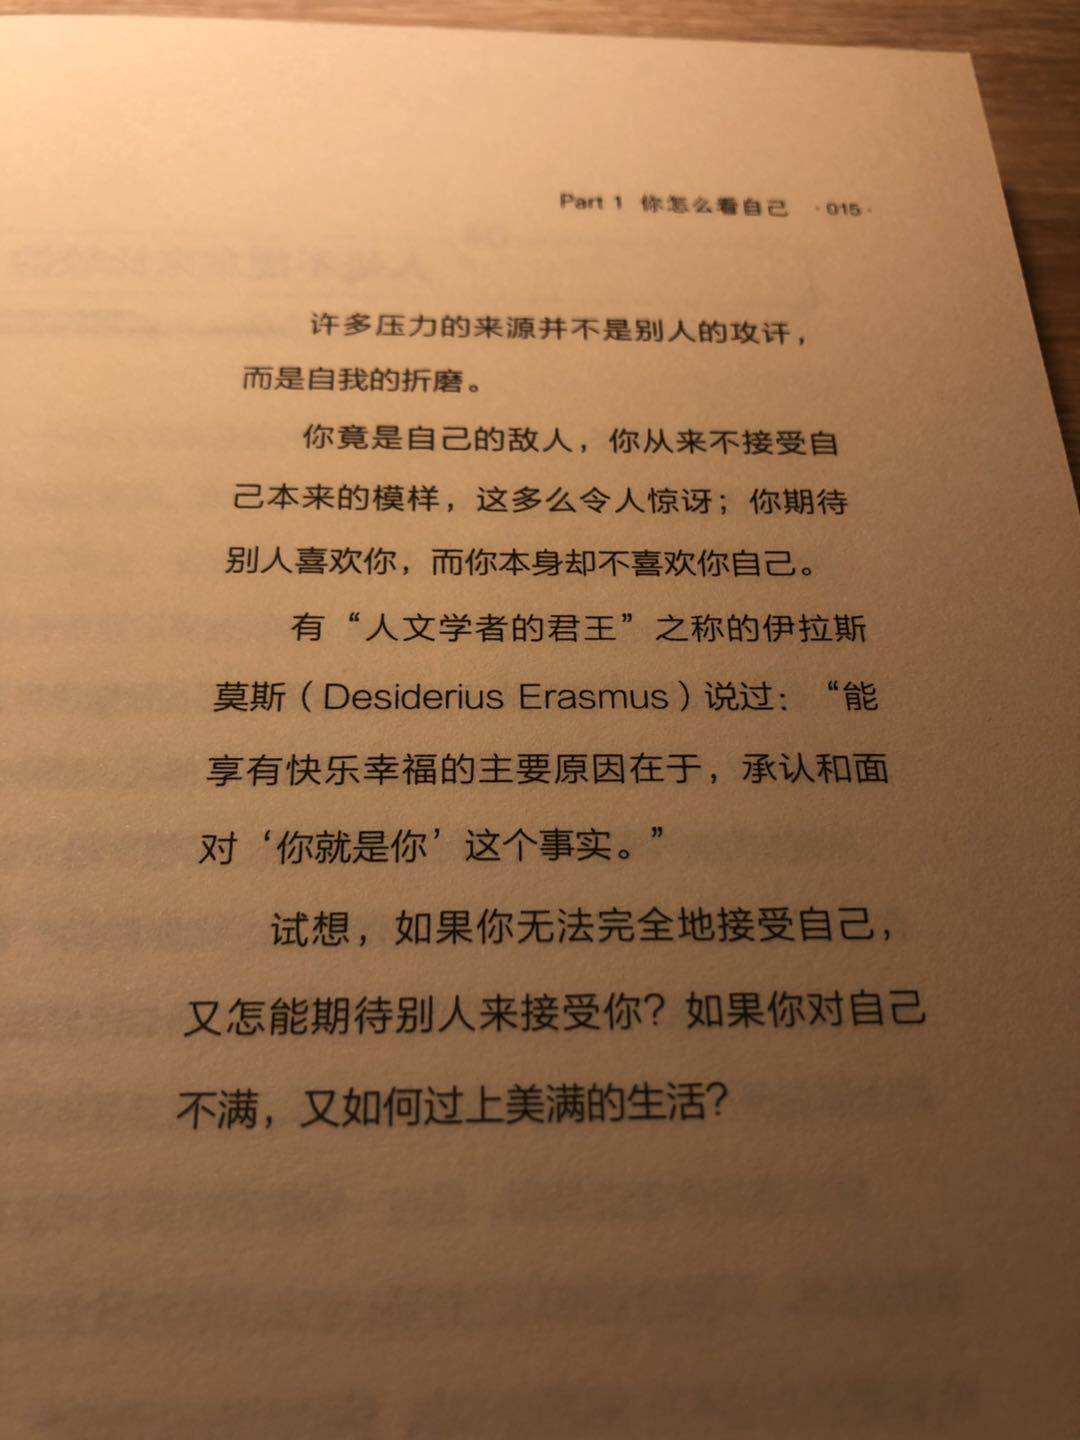 Part 1 你怎么看自己 ·015·
许多压力的来源并不是别人的攻讦，
而是自我的折磨。
你竟是自己的敌人，你从来不接受自
己本来的模样，这多么令人惊讶；你期待
别人喜欢你，而你本身却不喜欢你自己。
有“人文学者的君王”之称的伊拉斯
莫斯（Desiderius Erasmus）说过：“能
享有快乐幸福的主要原因在于，承认和面
对‘你就是你’这个事实。”
试想，如果你无法完全地接受自己，
又怎能期待别人来接受你？如果你对自己
不满，又如何过上美满的生活？